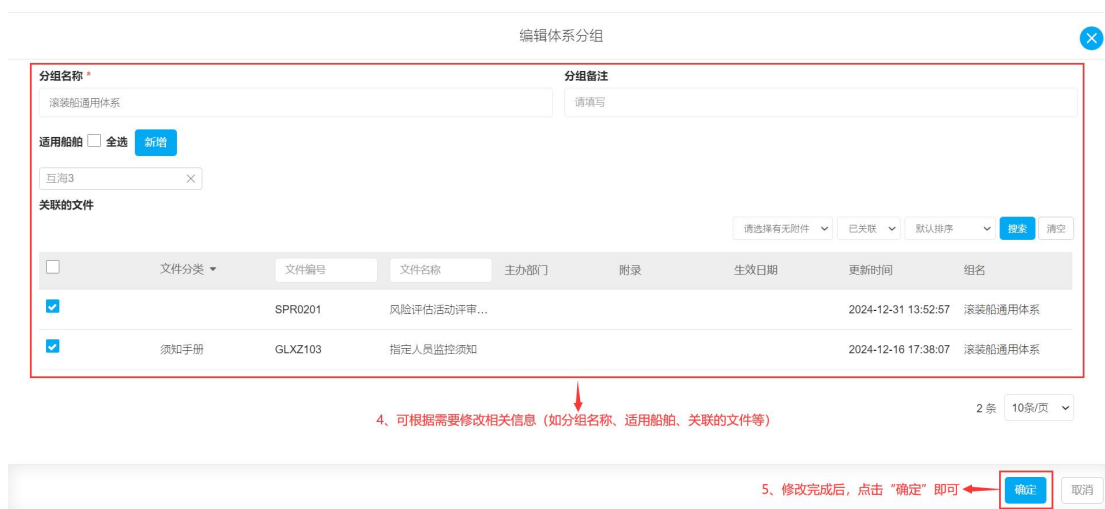 编辑体系分组
分组名称 * 分组备注
滚装船通用体系 请填写
适用船舶 全选 新增
互海3
关联的文件
请选择有无附件 已关联 默认排序 搜索 清空
文件分类 文件编号 文件名称 主办部门 附录 生效日期 更新时间 组名
SPR0201 风险评估活动评审... 2024-12-31 13:52:57 滚装船通用体系
须知手册 GLXZ103 指定人员监控须知 2024-12-16 17:38:07 滚装船通用体系
2 条 10条/页
4、可根据需要修改相关信息（如分组名称、适用船舶、关联的文件等）
5、修改完成后，点击“确定”即可 确定 取消